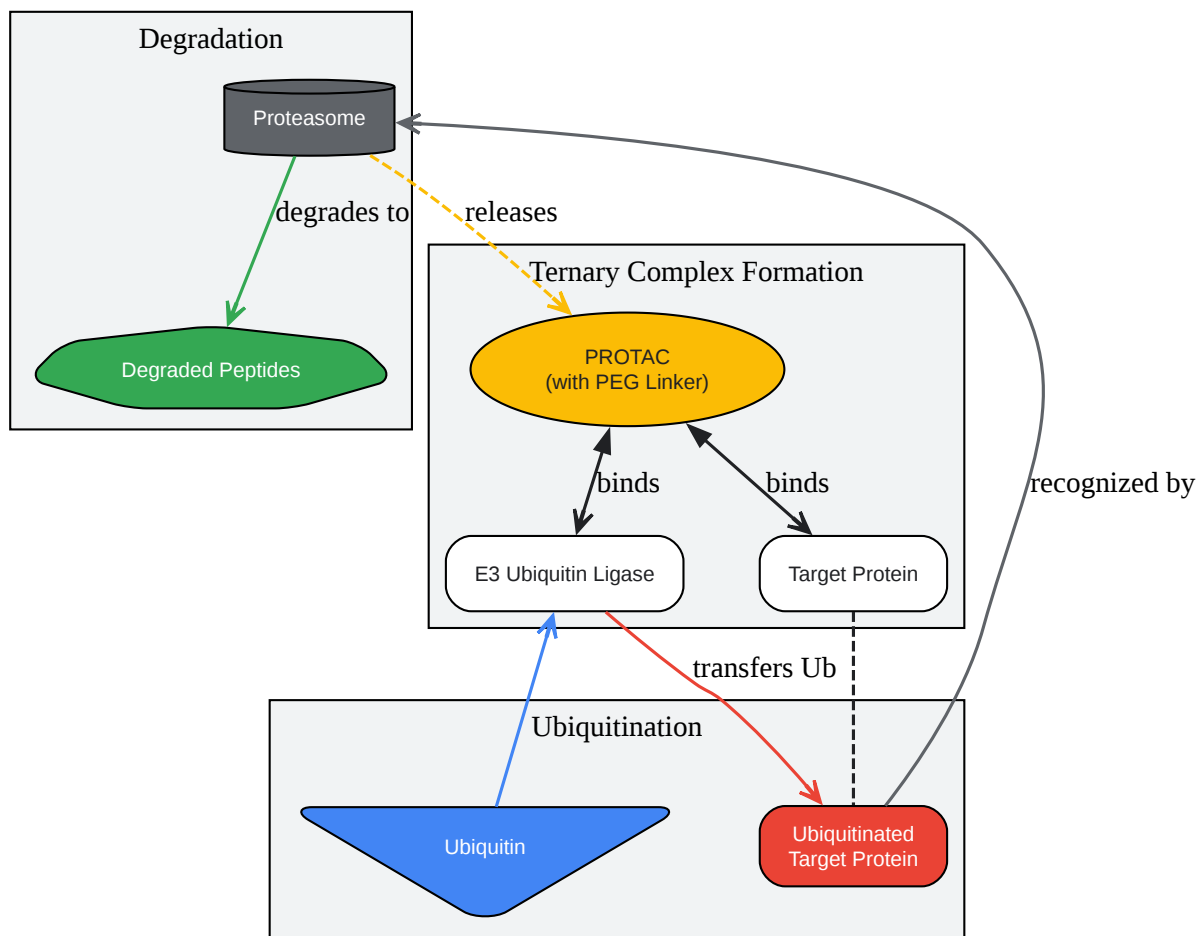 Degradation
Proteasome
degrades to
releases
Ternary Complex Formation
PROTAC
(with PEG Linker)
Degraded Peptides
binds
binds
recognized by
E3 Ubiquitin Ligase
Target Protein
transfers Ub
Ubiquitination
Ubiquitin
Ubiquitinated
Target Protein